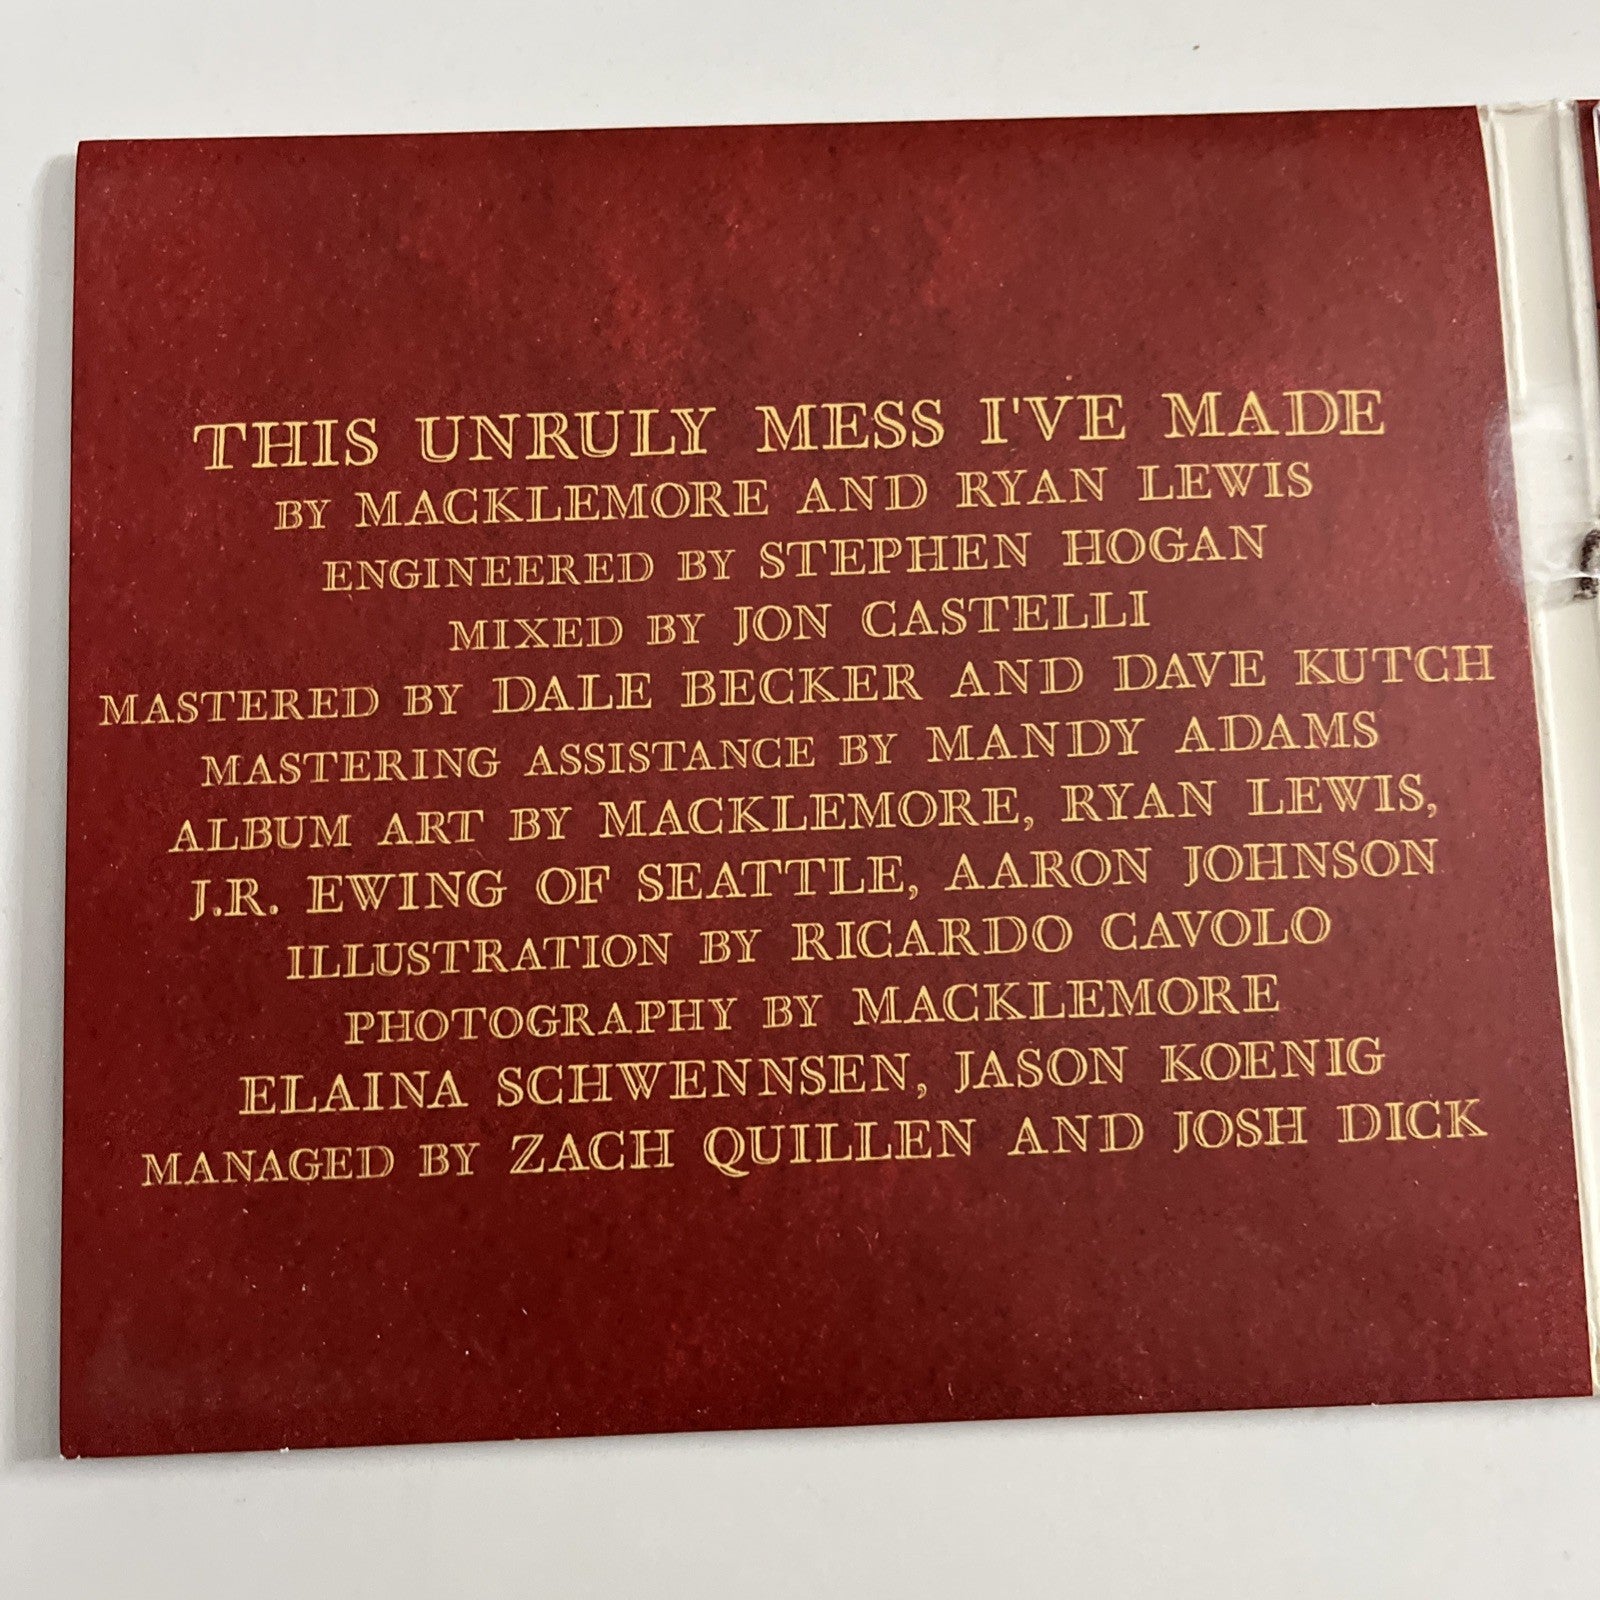 THIS UNRULY MESS I'VE MADE
BY MACKLEMORE AND RYAN LEWIS
ENGINEERED BY STEPHEN HOGAN
MIXED BY JON CASTELLI
MASTERED BY DALE BECKER AND DAVE KUTCH
MASTERING ASSISTANCE BY MANDY ADAMS
ALBUM ART BY MACKLEMORE, RYAN LEWIS,
J.R. EWING OF SEATTLE, AARON JOHNSON
ILLUSTRATION BY RICARDO CAVOLO
PHOTOGRAPHY BY MACKLEMORE
ELAINA SCHWENNSEN, JASON KOENIG
MANAGED BY ZACH QUILLEN AND JOSH DICK